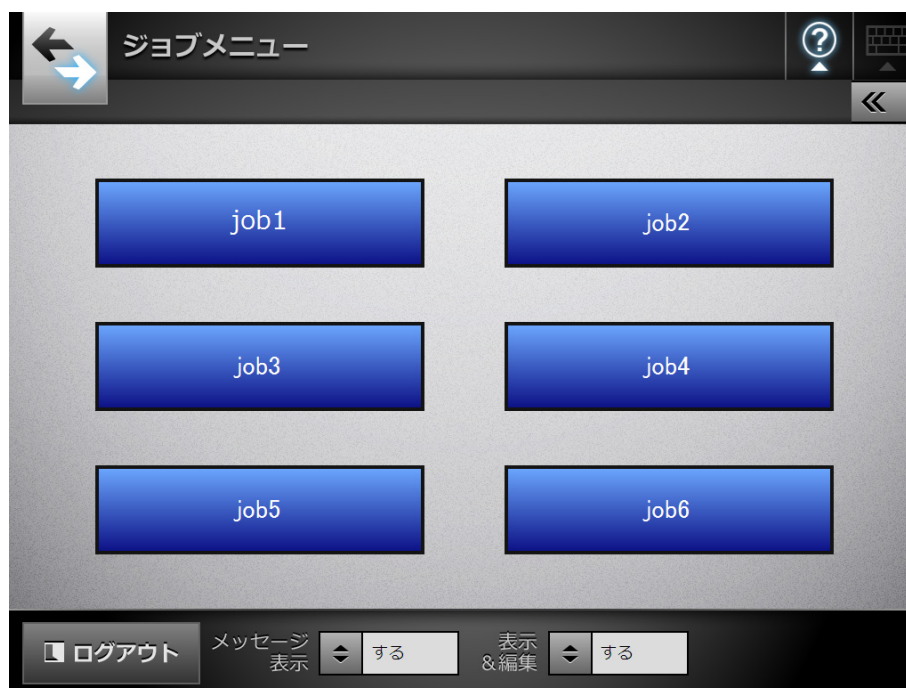 ジョブメニュー
job1
job2
job3
job4
job5
job6
ログアウト
メッセージ
表示
する
表示
&編集
する